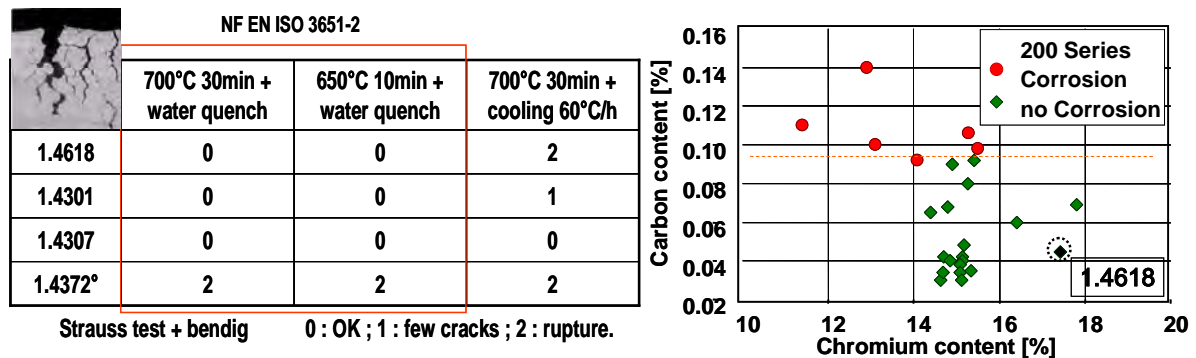 NF EN ISO 3651-2
700°C 30min + water quench
650°C 10min + water quench
700°C 30min + cooling 60°C/h
1.4618 0 0 2
1.4301 0 0 1
1.4307 0 0 0
1.4372° 2 2 2
Strauss test + bendig 0 : OK ; 1 : few cracks ; 2 : rupture.
Carbon content [%]
0.16
0.14
0.12
0.10
0.08
0.06
0.04
0.02
200 Series
Corrosion
no Corrosion
1.4618
10 12 14 16 18 20
Chromium content [%]